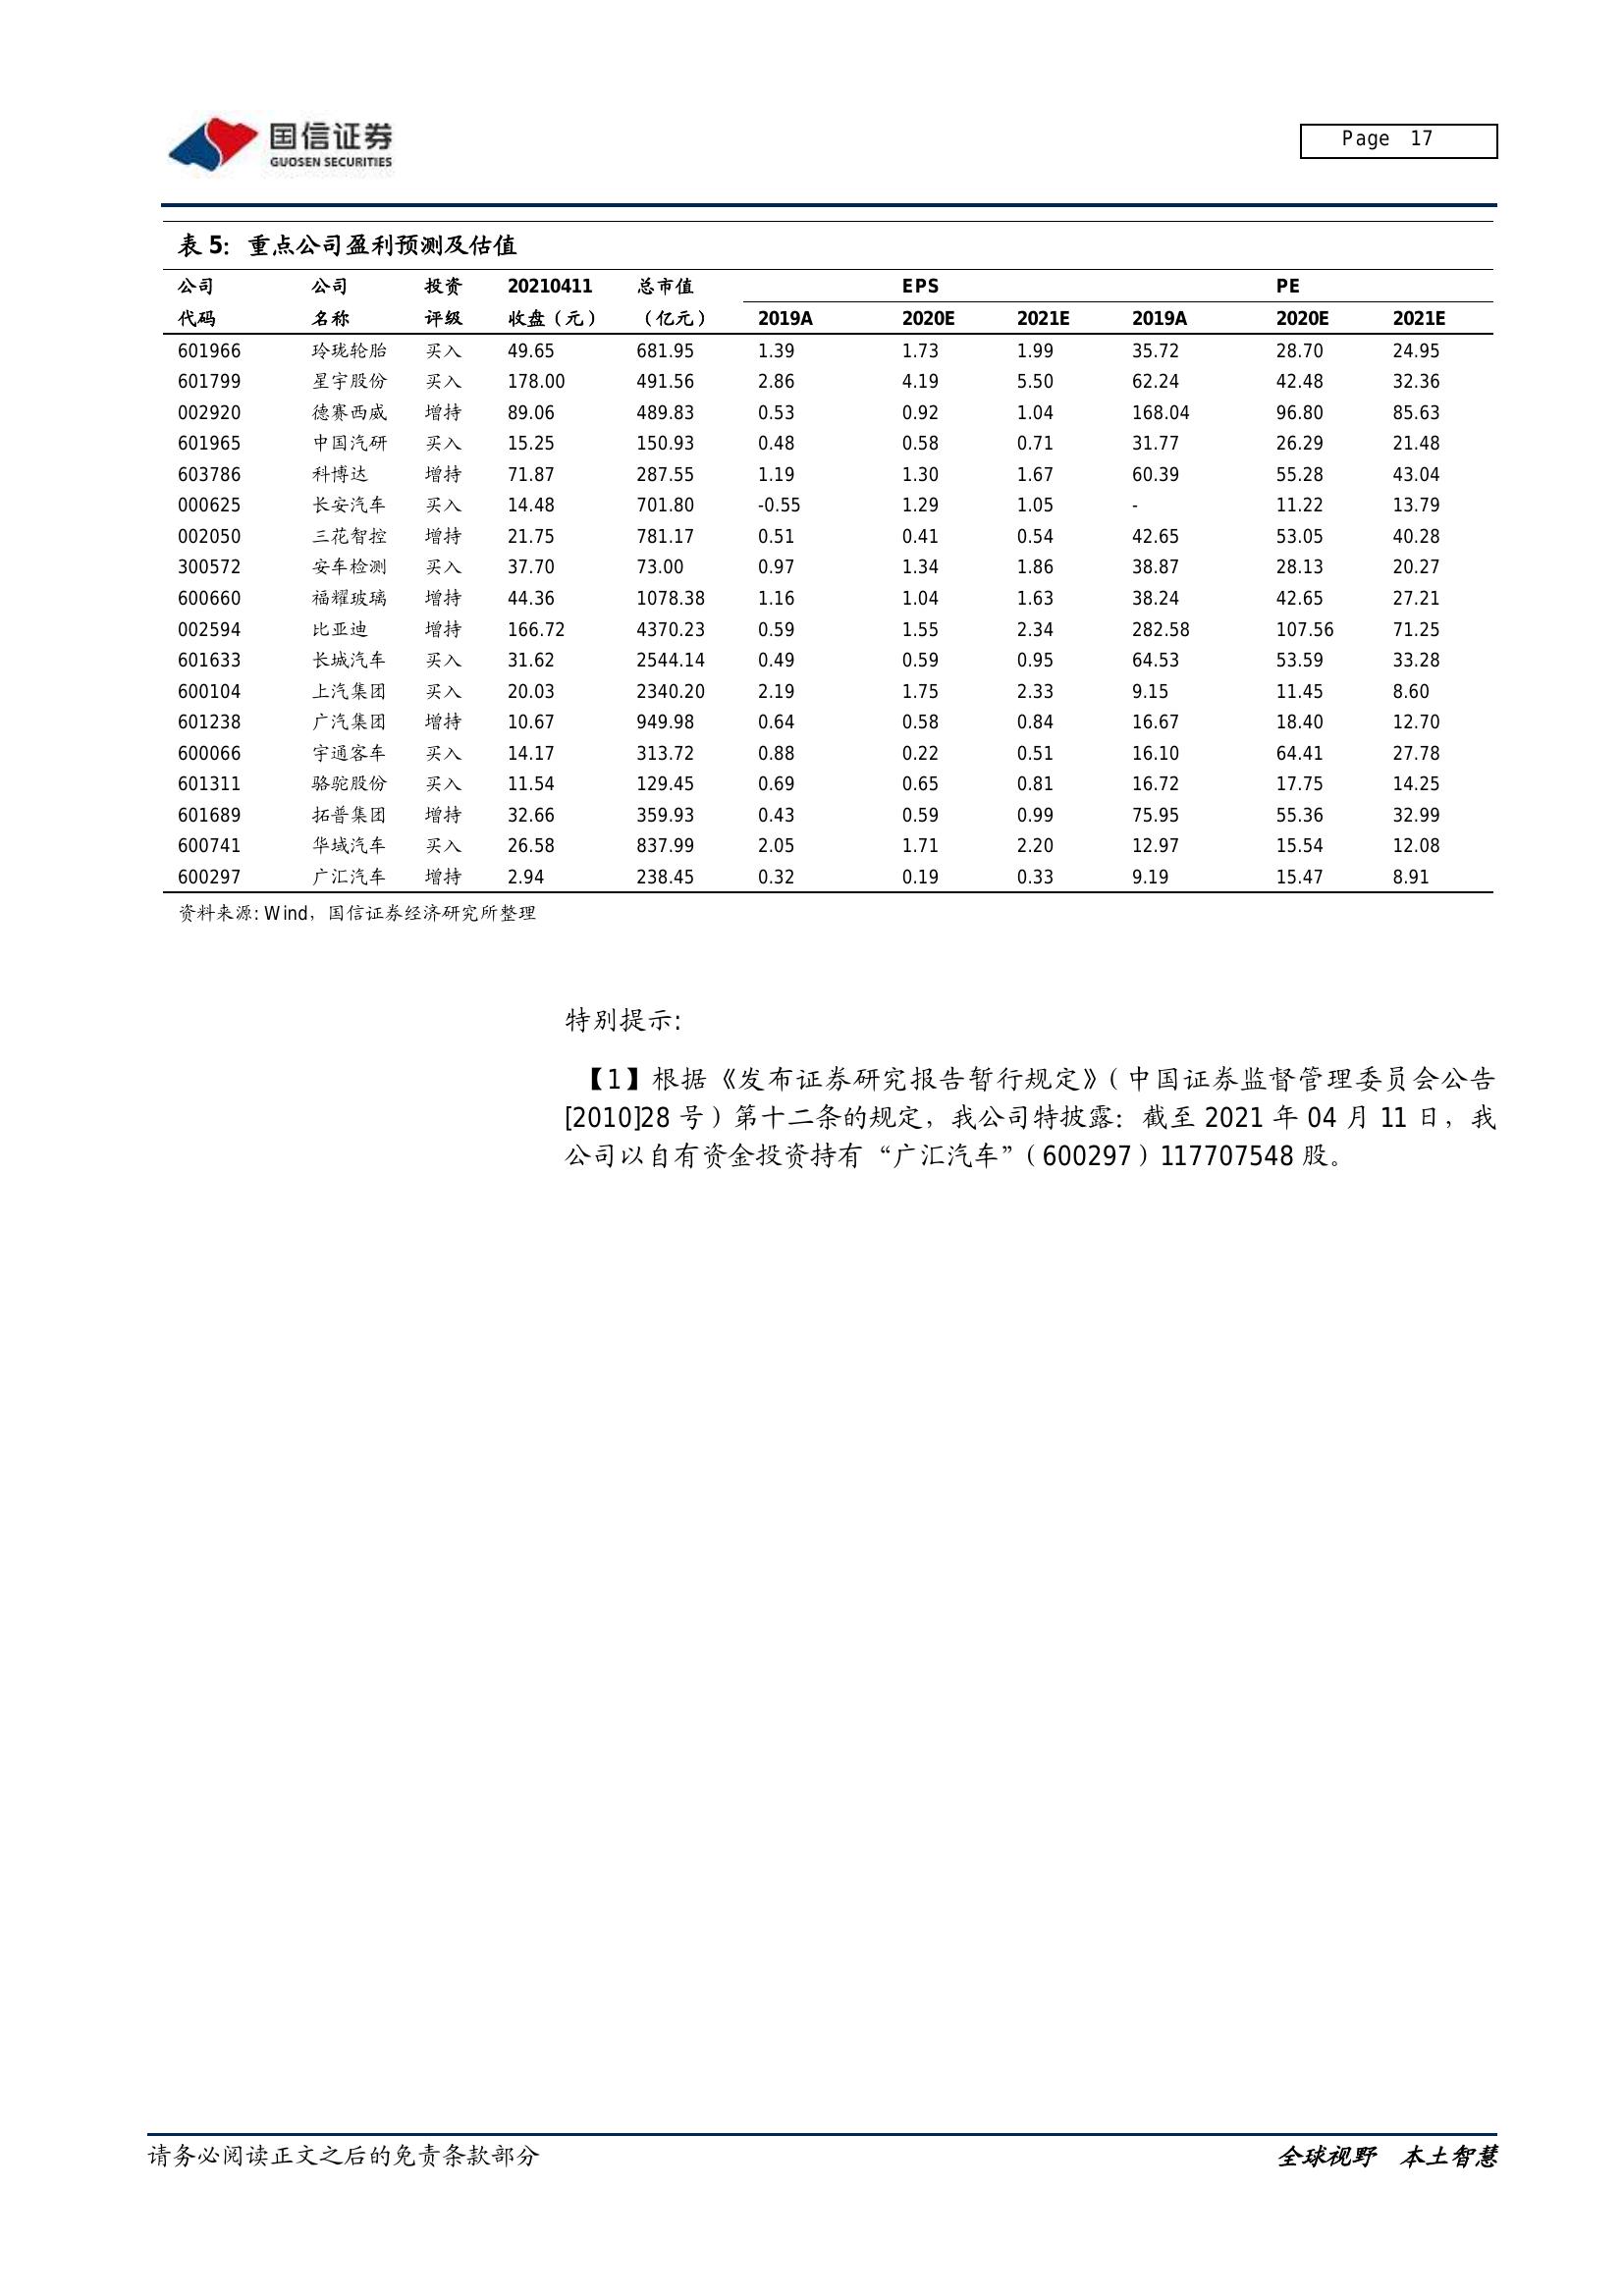 国信证券
GUOSEN SECURITIES
Page 17
表 5：重点公司盈利预测及估值
公司 公司 投资 20210411 总市值 EPS PE
代码 名称 评级 收盘（元） （亿元） 2019A 2020E 2021E 2019A 2020E 2021E
601966 玲珑轮胎 买入 49.65 681.95 1.39 1.73 1.99 35.72 28.70 24.95
601799 星宇股份 买入 178.00 491.56 2.86 4.19 5.50 62.24 42.48 32.36
002920 德赛西威 增持 89.06 489.83 0.53 0.92 1.04 168.04 96.80 85.63
601965 中国汽研 买入 15.25 150.93 0.48 0.58 0.71 31.77 26.29 21.48
603786 科博达 增持 71.87 287.55 1.19 1.30 1.67 60.39 55.28 43.04
000625 长安汽车 买入 14.48 701.80 -0.55 1.29 1.05 - 11.22 13.79
002050 三花智控 增持 21.75 781.17 0.51 0.41 0.54 42.65 53.05 40.28
300572 安车检测 买入 37.70 73.00 0.97 1.34 1.86 38.87 28.13 20.27
600660 福耀玻璃 增持 44.36 1078.38 1.16 1.04 1.63 38.24 42.65 27.21
002594 比亚迪 增持 166.72 4370.23 0.59 1.55 2.34 282.58 107.56 71.25
601633 长城汽车 买入 31.62 2544.14 0.49 0.59 0.95 64.53 53.59 33.28
600104 上汽集团 买入 20.03 2340.20 2.19 1.75 2.33 9.15 11.45 8.60
601238 广汽集团 增持 10.67 949.98 0.64 0.58 0.84 16.67 18.40 12.70
600066 宇通客车 买入 14.17 313.72 0.88 0.22 0.51 16.10 64.41 27.78
601311 骆驼股份 买入 11.54 129.45 0.69 0.65 0.81 16.72 17.75 14.25
601689 拓普集团 增持 32.66 359.93 0.43 0.59 0.99 75.95 55.36 32.99
600741 华域汽车 买入 26.58 837.99 2.05 1.71 2.20 12.97 15.54 12.08
600297 广汇汽车 增持 2.94 238.45 0.32 0.19 0.33 9.19 15.47 8.91
资料来源: Wind，国信证券经济研究所整理
特别提示:
【1】根据《发布证券研究报告暂行规定》（中国证券监督管理委员会公告
[2010]28 号）第十二条的规定，我公司特披露：截至 2021 年 04 月 11 日，我
公司以自有资金投资持有“广汇汽车”（600297）117707548 股。
请务必阅读正文之后的免责条款部分 全球视野 本土智慧